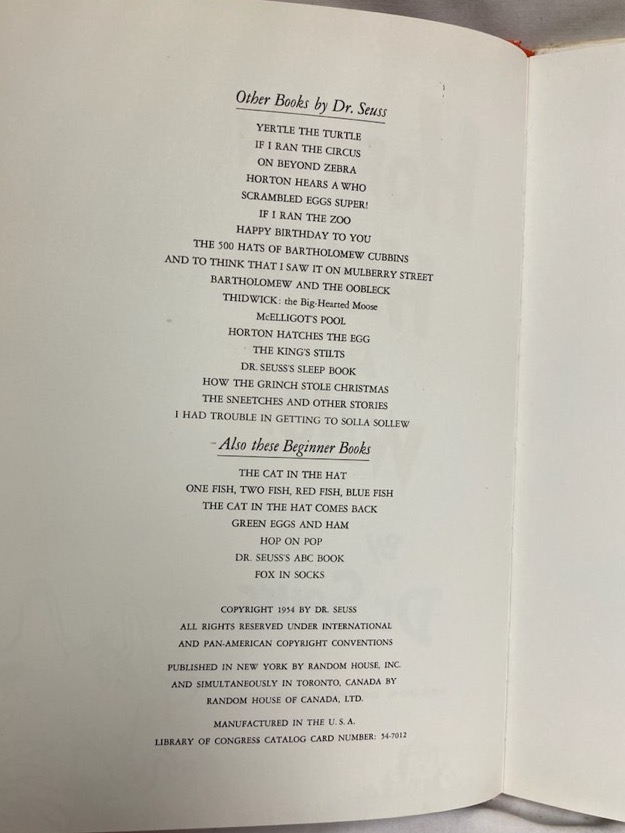 Other Books by Dr. Seuss
YERTLE THE TURTLE
IF I RAN THE CIRCUS
ON BEYOND ZEBRA
HORTON HEARS A WHO
SCRAMBLED EGGS SUPER!
IF I RAN THE ZOO
HAPPY BIRTHDAY TO YOU
THE 500 HATS OF BARTHOLOMEW CUBBINS
AND TO THINK THAT I SAW IT ON MULBERRY STREET
BARTHOLOMEW AND THE OOBLECK
THIDWICK: the Big-Hearted Moose
McELLIGOT'S POOL
HORTON HATCHES THE EGG
THE KING'S STILTS
DR. SEUSS'S SLEEP BOOK
HOW THE GRINCH STOLE CHRISTMAS
THE SNEETCHES AND OTHER STORIES
I HAD TROUBLE IN GETTING TO SOLLA SOLLEW
Also these Beginner Books
THE CAT IN THE HAT
ONE FISH, TWO FISH, RED FISH, BLUE FISH
THE CAT IN THE HAT COMES BACK
GREEN EGGS AND HAM
HOP ON POP
DR. SEUSS'S ABC BOOK
FOX IN SOCKS
COPYRIGHT 1954 BY DR. SEUSS
ALL RIGHTS RESERVED UNDER INTERNATIONAL
AND PAN-AMERICAN COPYRIGHT CONVENTIONS
PUBLISHED IN NEW YORK BY RANDOM HOUSE, INC.
AND SIMULTANEOUSLY IN TORONTO, CANADA BY
RANDOM HOUSE OF CANADA, LTD.
MANUFACTURED IN THE U. S. A.
LIBRARY OF CONGRESS CATALOG CARD NUMBER: 54-7012